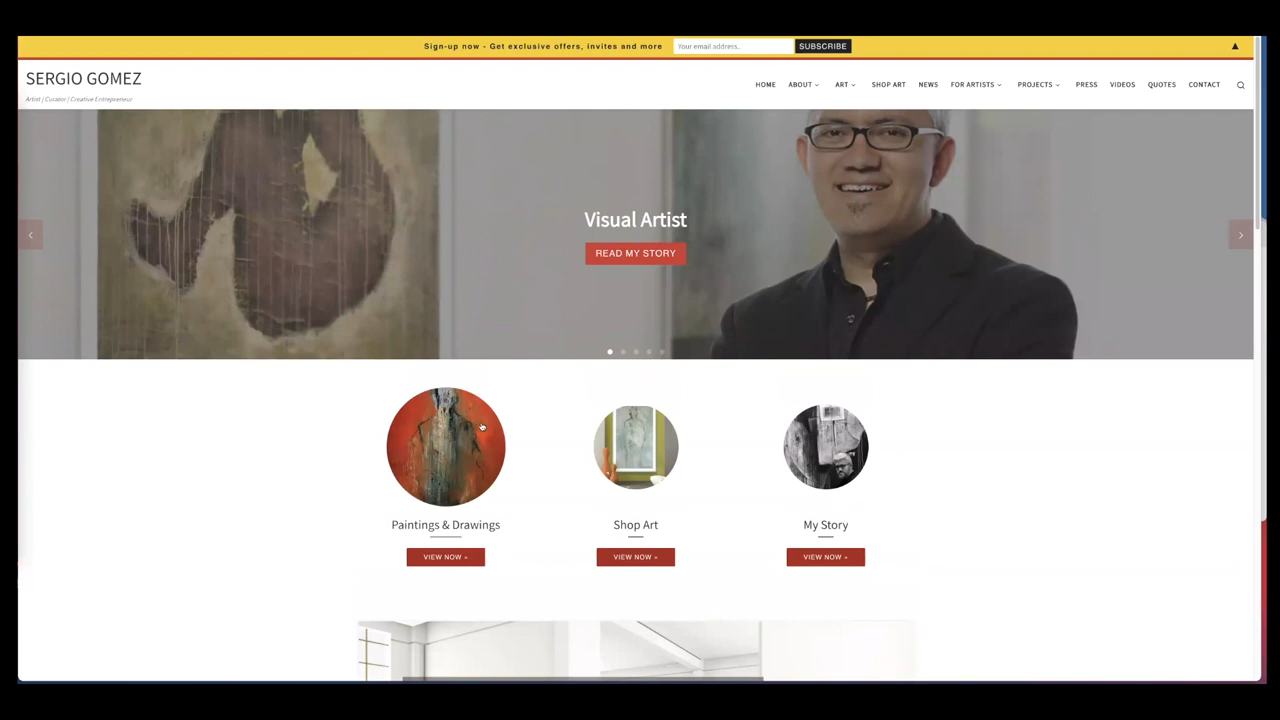 Sign-up now - Get exclusive offers, invites and more
Your email address..
SUBSCRIBE
SERGIO GOMEZ
Artist | Curator | Creative Entrepreneur
HOME ABOUT ART SHOP ART NEWS FOR ARTISTS PROJECTS PRESS VIDEOS QUOTES CONTACT
Visual Artist
READ MY STORY
Paintings & Drawings
VIEW NOW »
Shop Art
VIEW NOW »
My Story
VIEW NOW »